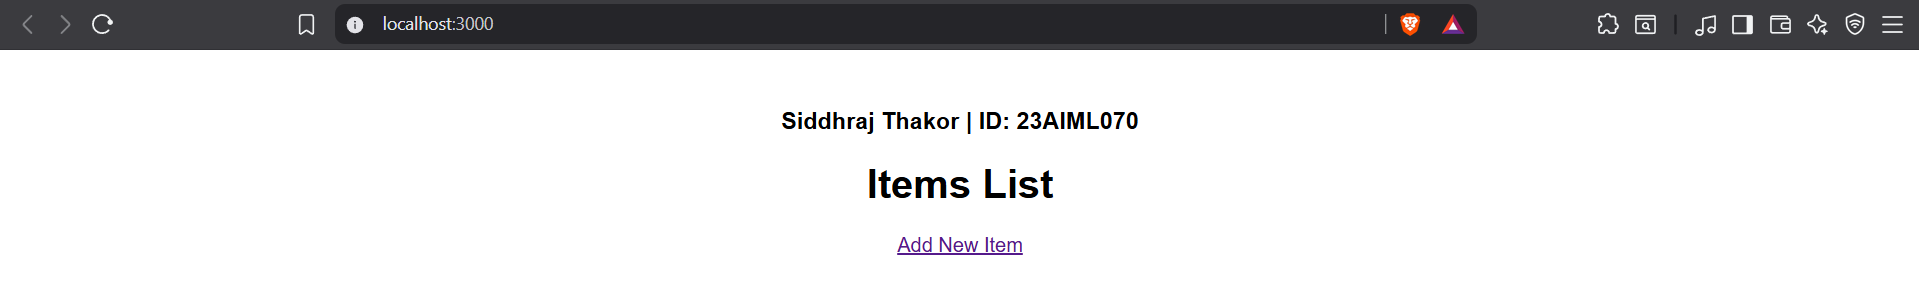 localhost:3000
Siddhraj Thakor | ID: 23AIML070
Items List
Add New Item